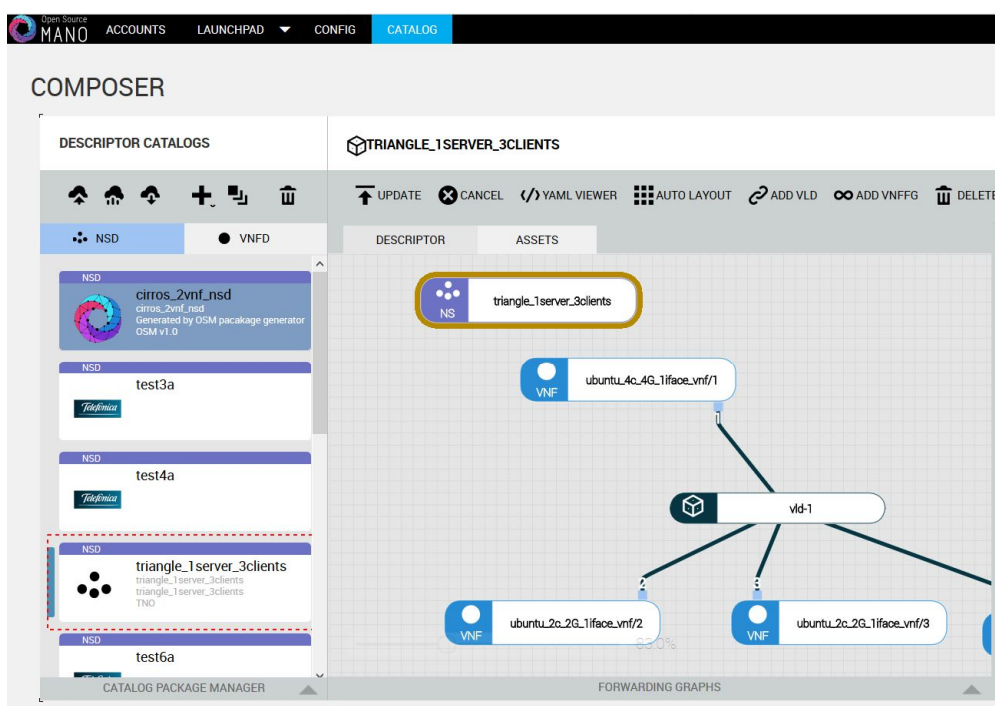 Open Source
MANO
ACCOUNTS LAUNCHPAD CONFIG CATALOG
COMPOSER
DESCRIPTOR CATALOGS
TRIANGLE_1SERVER_3CLIENTS
UPDATE CANCEL YAML VIEWER AUTO LAYOUT ADD VLD ADD VNFFG DELETE
NSD VNFD
DESCRIPTOR ASSETS
NSD
cirros_2vnf_nsd
cirros_2vnf_nsd
Generated by OSM pacakage generator
OSM v1.0
NSD
test3a
Telefónica
NSD
test4a
Telefónica
NSD
triangle_1server_3clients
triangle_1server_3clients
triangle_1server_3clients
TNO
NSD
test6a
CATALOG PACKAGE MANAGER
NS
triangle_1server_3clients
VNF
ubuntu_4c_4G_1iface_vnf/1
1
vld-1
2
3
VNF
ubuntu_2c_2G_1iface_vnf/2
VNF
ubuntu_2c_2G_1iface_vnf/3
83.0%
FORWARDING GRAPHS